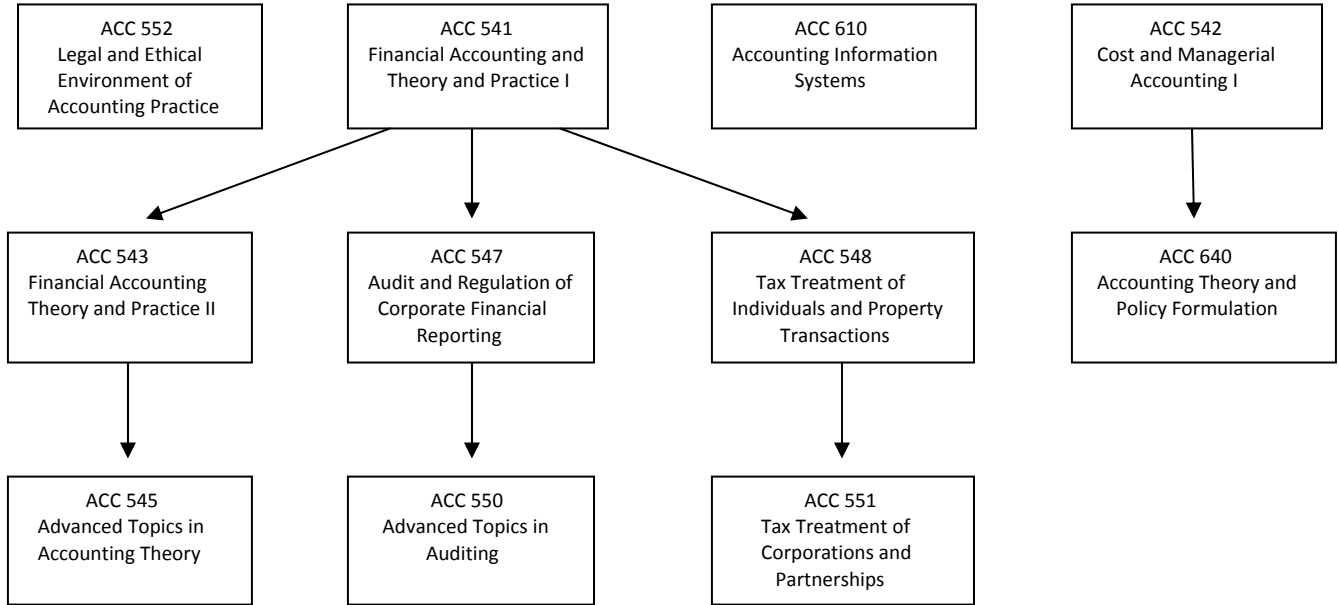 ACC 552
Legal and Ethical
Environment of
Accounting Practice
ACC 541
Financial Accounting and
Theory and Practice I
ACC 610
Accounting Information
Systems
ACC 542
Cost and Managerial
Accounting I
ACC 543
Financial Accounting
Theory and Practice II
ACC 547
Audit and Regulation of
Corporate Financial
Reporting
ACC 548
Tax Treatment of
Individuals and Property
Transactions
ACC 640
Accounting Theory and
Policy Formulation
ACC 545
Advanced Topics in
Accounting Theory
ACC 550
Advanced Topics in
Auditing
ACC 551
Tax Treatment of
Corporations and
Partnerships